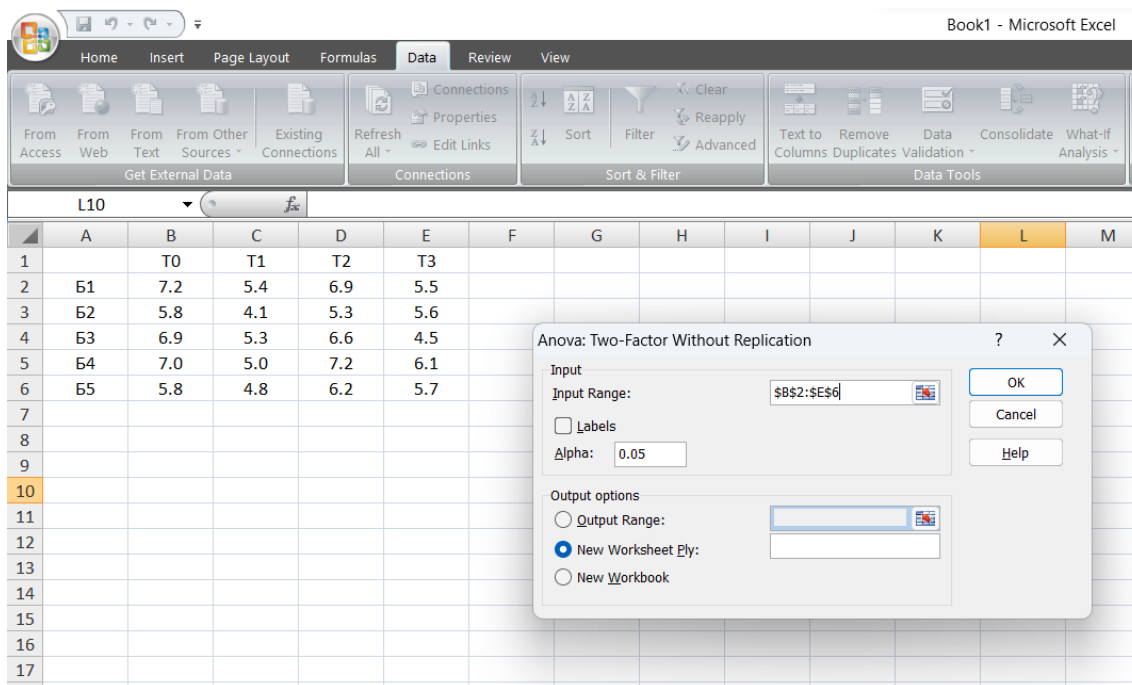 Book1 - Microsoft Excel
Home Insert Page Layout Formulas Data Review View
From Access
From Web
From Text
From Other Sources
Existing Connections
Get External Data
Refresh All
Connections
Properties
Edit Links
Connections
Sort
Filter
Clear
Reapply
Advanced
Sort & Filter
Text to Columns
Remove Duplicates
Data Validation
Consolidate
What-If Analysis
Data Tools
L10 fx
A B C D E F G H I J K L M
1 T0 T1 T2 T3
2 Б1 7.2 5.4 6.9 5.5
3 Б2 5.8 4.1 5.3 5.6
4 Б3 6.9 5.3 6.6 4.5
5 Б4 7.0 5.0 7.2 6.1
6 Б5 5.8 4.8 6.2 5.7
7
8
9
10
11
12
13
14
15
16
17
Anova: Two-Factor Without Replication ?
Input
Input Range: $B$2:$E$6
Labels
Alpha: 0.05
OK
Cancel
Help
Output options
Output Range:
New Worksheet Ply:
New Workbook